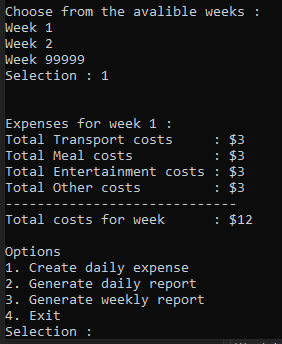 Choose from the avalible weeks :
Week 1
Week 2
Week 99999
Selection : 1
Expenses for week 1 :
Total Transport costs     : $3
Total Meal costs          : $3
Total Entertainment costs : $3
Total Other costs         : $3
-----------------------------
Total costs for week      : $12
Options
1. Create daily expense
2. Generate daily report
3. Generate weekly report
4. Exit
Selection :